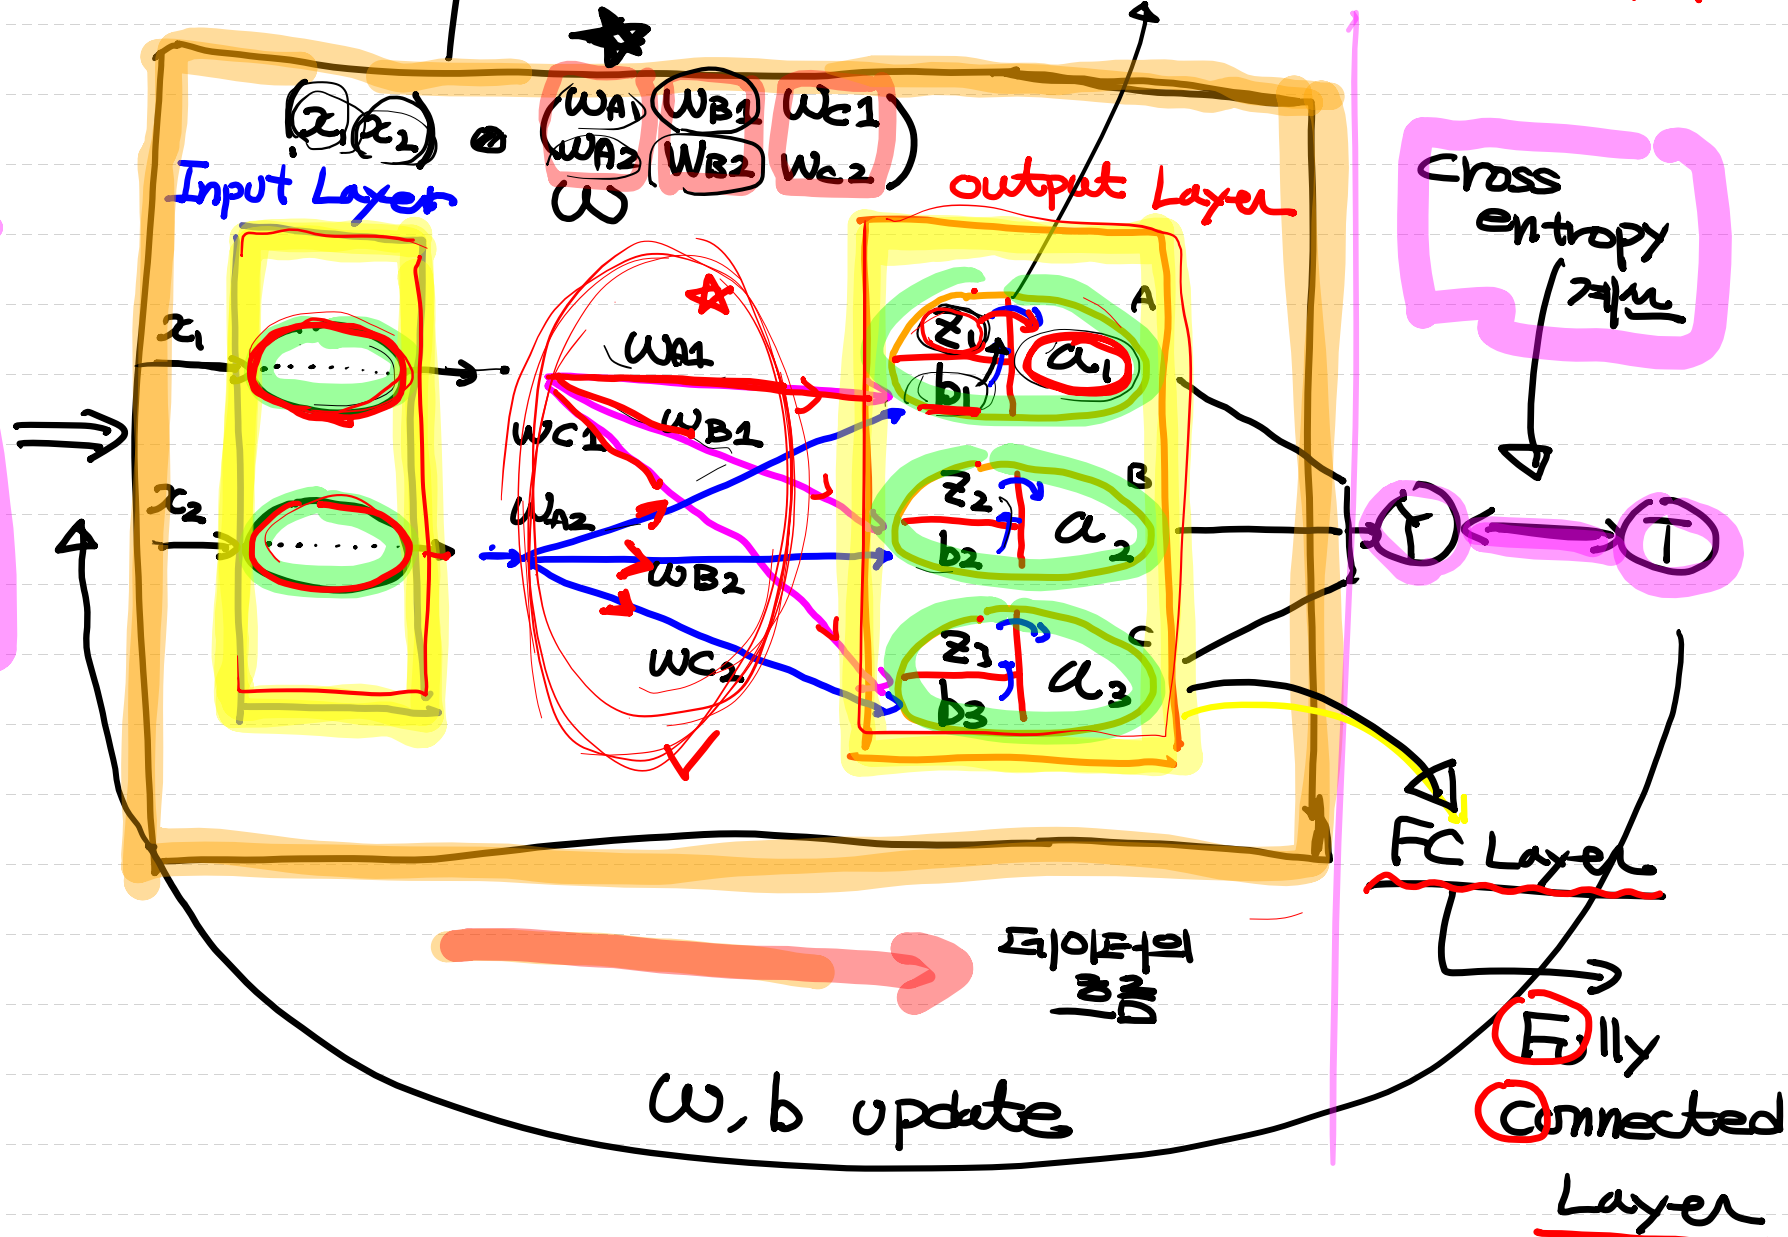 (x1 x2) • (WA1 WB1 WC1
WA2 WB2 WC2)
W
Input Layer
output Layer
Cross
entropy
계산
x1
x2
WA1
WB1
WC1
WA2
WB2
WC2
A
z1
b1
a1
B
z2
b2
a2
C
z3
b3
a3
Y
T
FC Layer
데이터의
흐름
W, b update
Fully
Connected
Layer